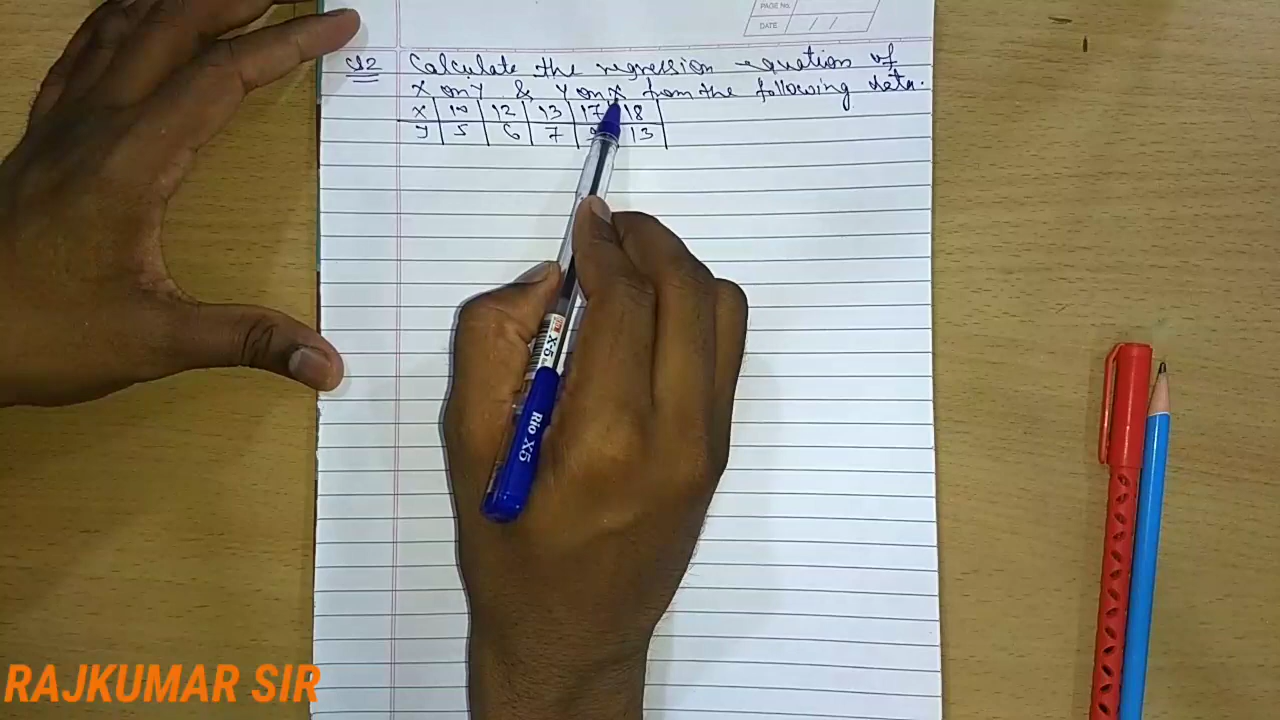 PAGE No.
DATE / /
Q2 Calculate the regression equation of
X on Y & Y on X from the following data.
X 10 12 13 17 18
Y 5 6 7 13
Rio X5
X5
RAJKUMAR SIR